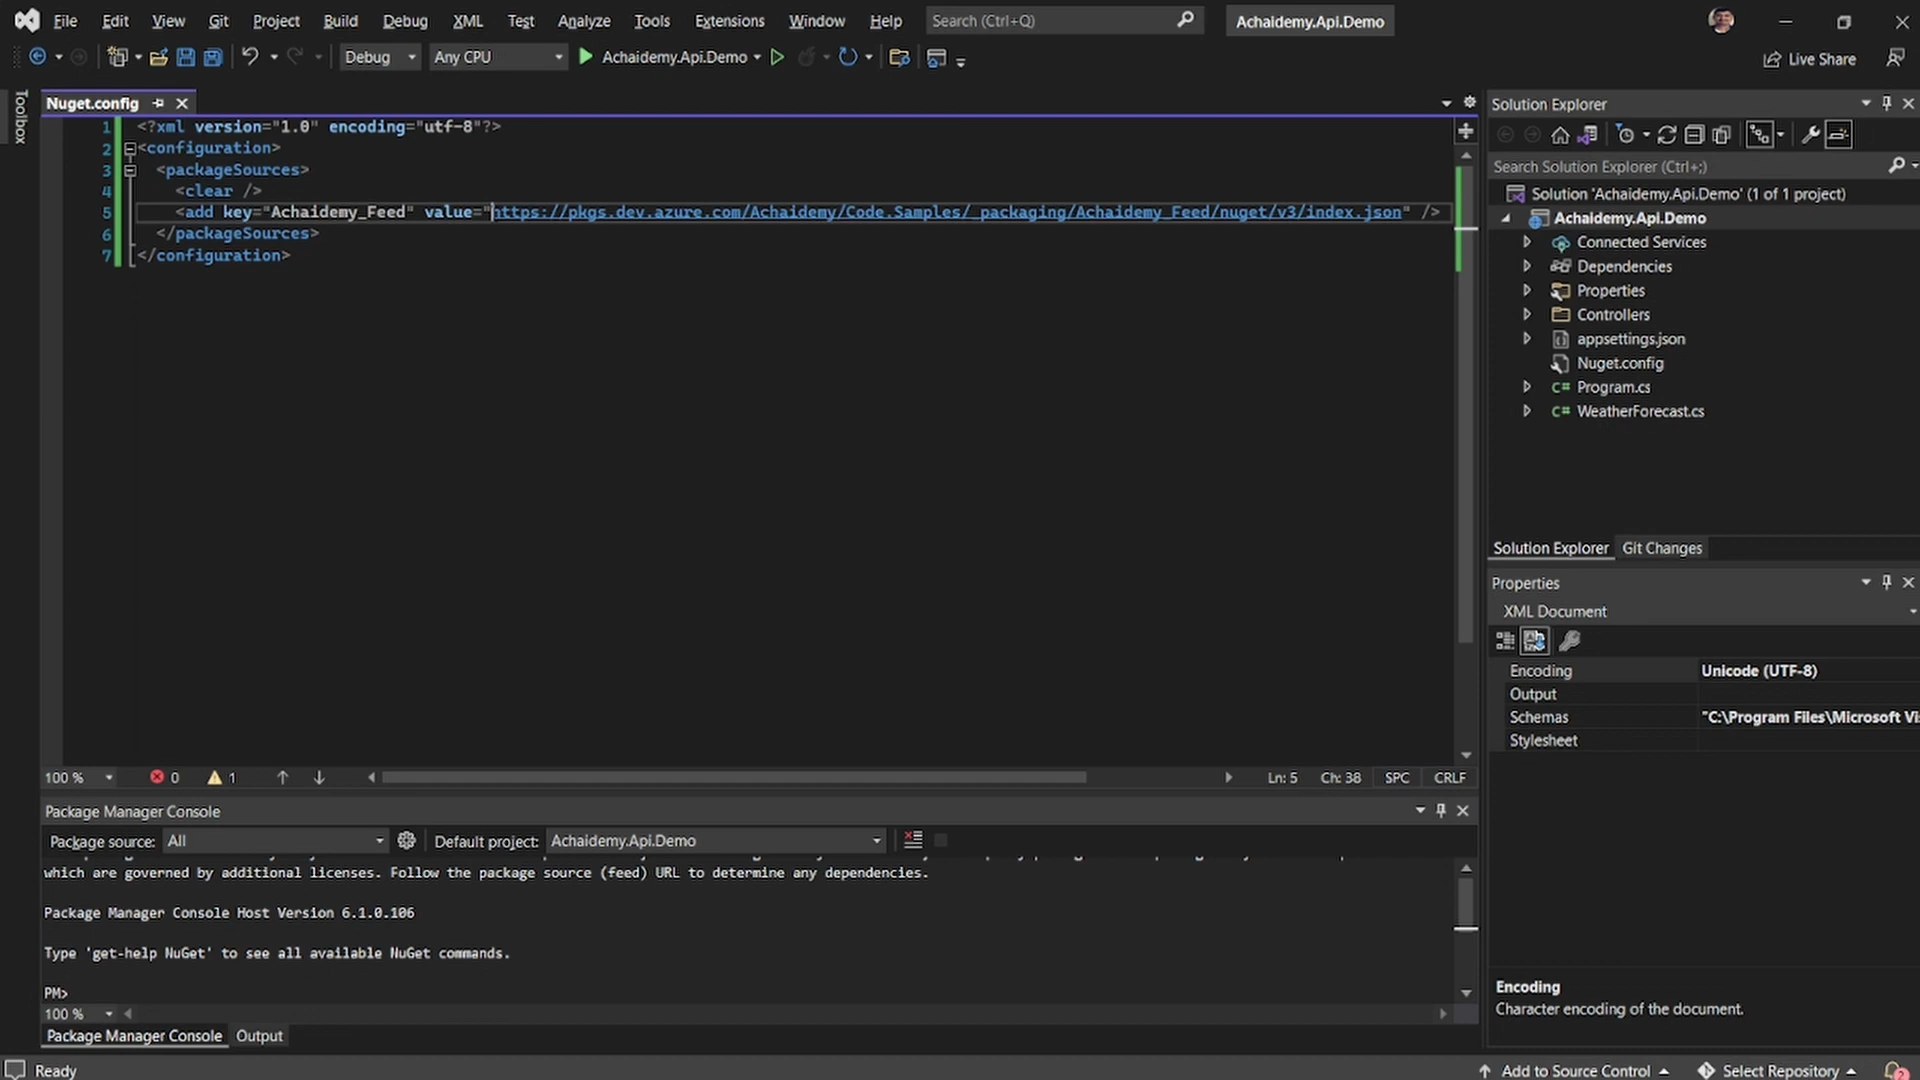 File Edit View Git Project Build Debug XML Test Analyze Tools Extensions Window Help Search (Ctrl+Q) Achaidemy.Api.Demo
Debug Any CPU Achaidemy.Api.Demo Live Share
Toolbox
Nuget.config
1 <?xml version="1.0" encoding="utf-8"?>
2 <configuration>
3 <packageSources>
4 <clear />
5 <add key="Achaidemy_Feed" value="https://pkgs.dev.azure.com/Achaidemy/Code.Samples/_packaging/Achaidemy_Feed/nuget/v3/index.json" />
6 </packageSources>
7 </configuration>
100 % 0 1 Ln: 5 Ch: 38 SPC CRLF
Package Manager Console
Package source: All Default project: Achaidemy.Api.Demo
which are governed by additional licenses. Follow the package source (feed) URL to determine any dependencies.
Package Manager Console Host Version 6.1.0.106
Type 'get-help NuGet' to see all available NuGet commands.
PM>
100 %
Package Manager Console Output
Solution Explorer
Search Solution Explorer (Ctrl+;)
Solution 'Achaidemy.Api.Demo' (1 of 1 project)
Achaidemy.Api.Demo
Connected Services
Dependencies
Properties
Controllers
appsettings.json
Nuget.config
C# Program.cs
C# WeatherForecast.cs
Solution Explorer Git Changes
Properties
XML Document
Encoding Unicode (UTF-8)
Output
Schemas "C:\Program Files\Microsoft Vi
Stylesheet
Encoding
Character encoding of the document.
Ready Add to Source Control Select Repository 2